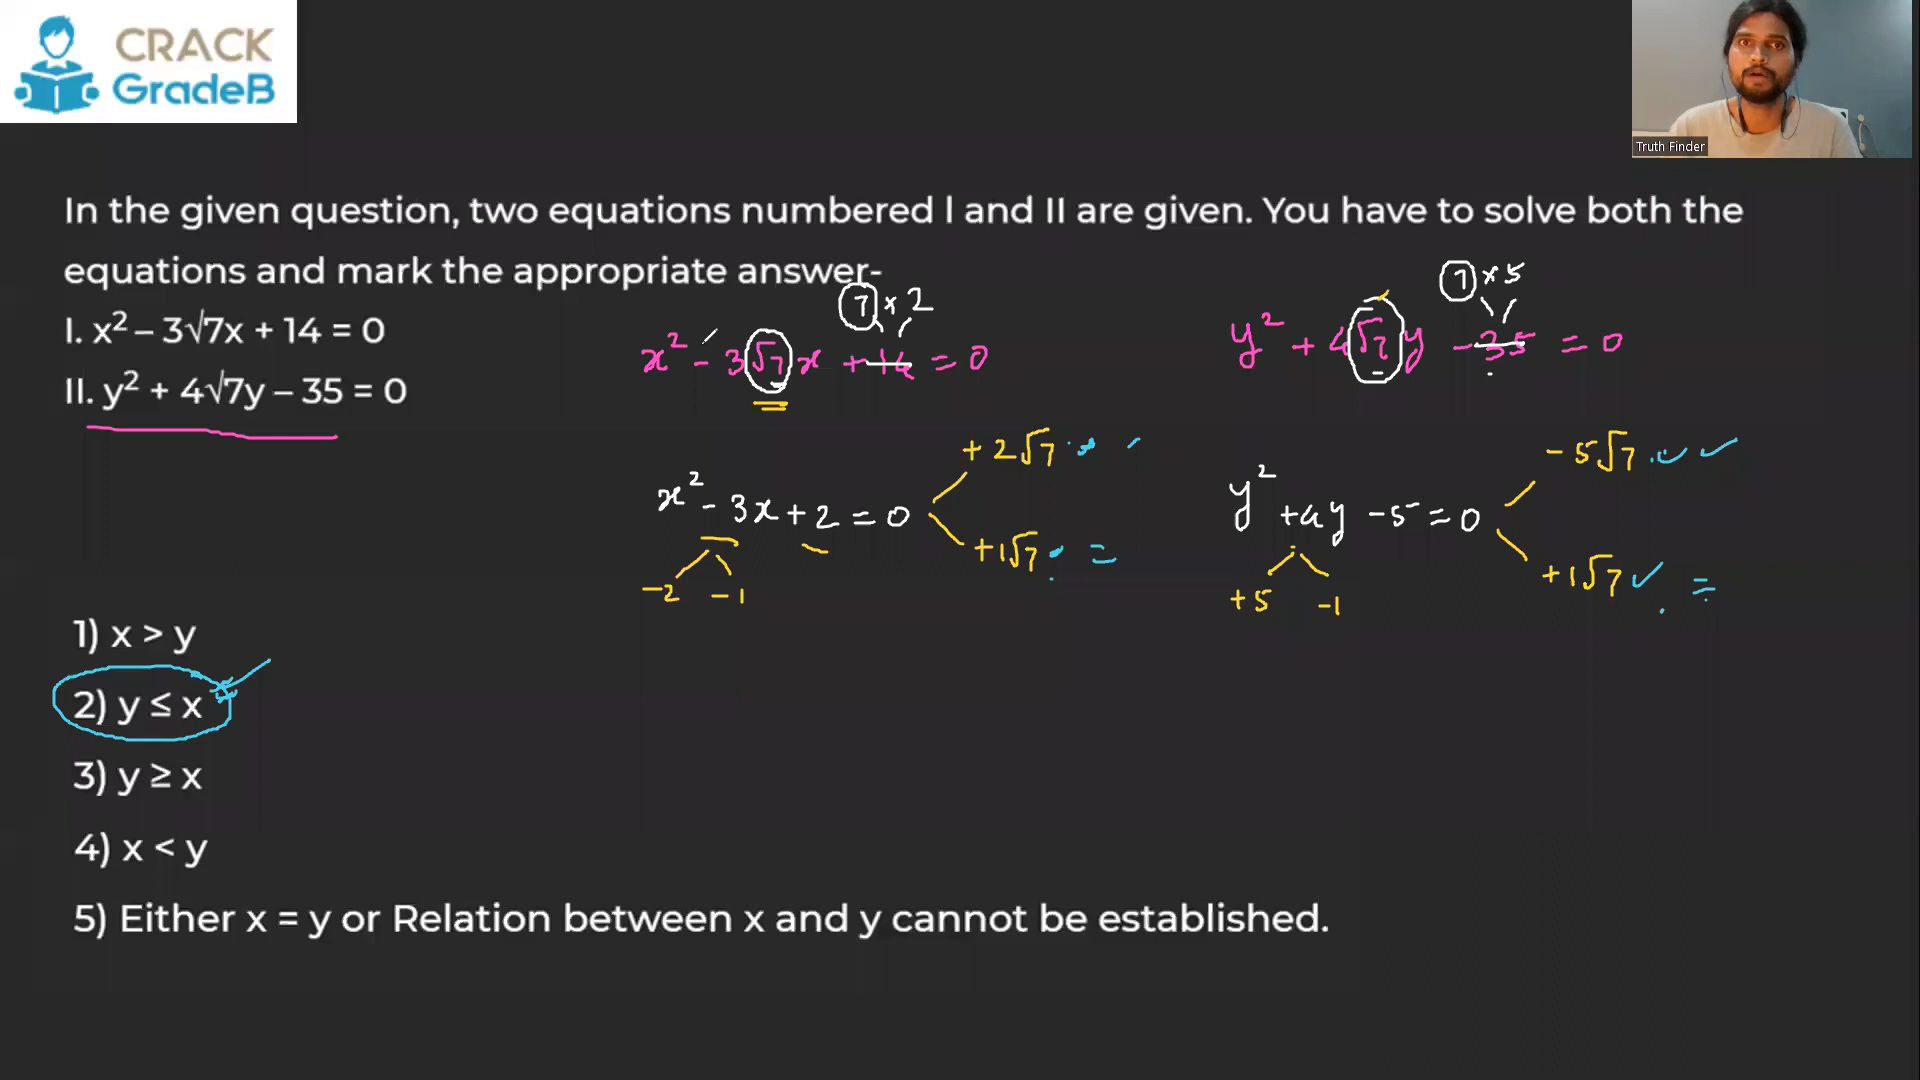 CRACK
GradeB
Truth Finder
In the given question, two equations numbered I and II are given. You have to solve both the
equations and mark the appropriate answer-
I. x² – 3√7x + 14 = 0
II. y² + 4√7y – 35 = 0
7 × 2
x² - 3√7 x + 14 = 0
7 × 5
y² + 4√7 y - 35 = 0
x² - 3x + 2 = 0
+ 2√7
+1√7 =
-2 -1
y² + 4y - 5 = 0
- 5√7
+1√7 =
+5 -1
1) x > y
2) y ≤ x
3) y ≥ x
4) x < y
5) Either x = y or Relation between x and y cannot be established.